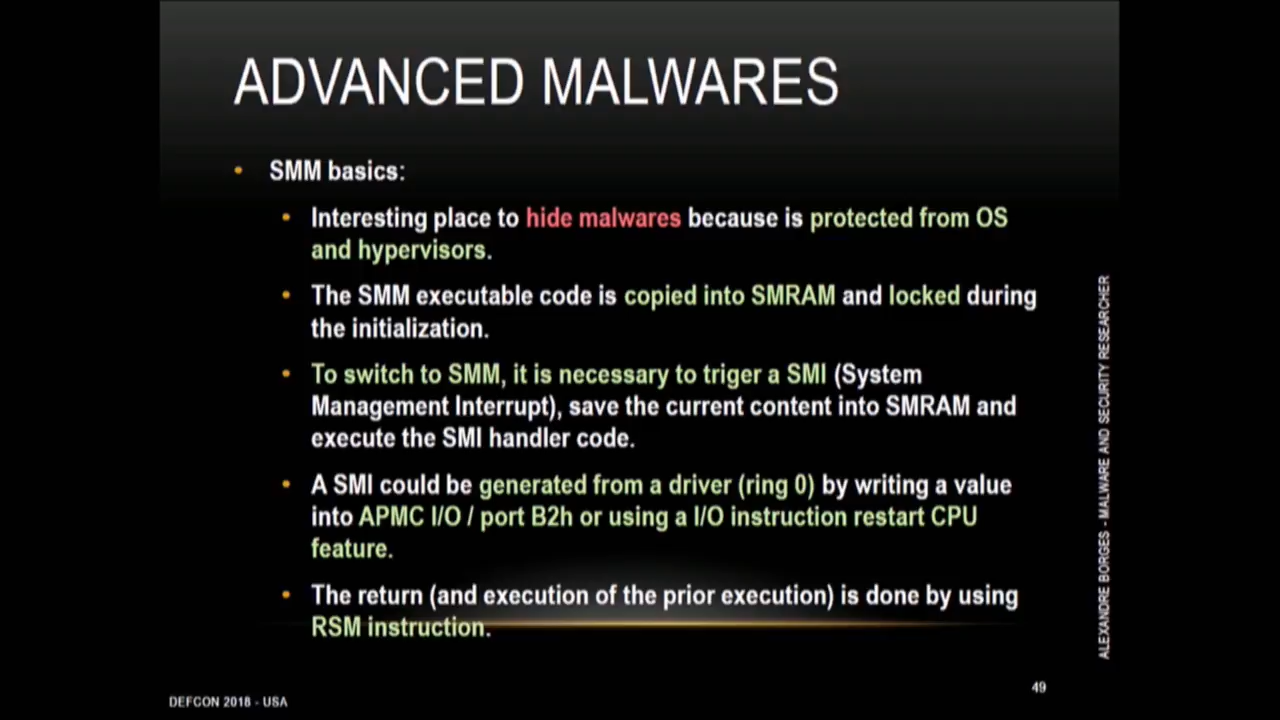 ADVANCED MALWARES
• SMM basics:
• Interesting place to hide malwares because is protected from OS
and hypervisors.
• The SMM executable code is copied into SMRAM and locked during
the initialization.
• To switch to SMM, it is necessary to triger a SMI (System
Management Interrupt), save the current content into SMRAM and
execute the SMI handler code.
• A SMI could be generated from a driver (ring 0) by writing a value
into APMC I/O / port B2h or using a I/O instruction restart CPU
feature.
• The return (and execution of the prior execution) is done by using
RSM instruction.
ALEXANDRE BORGES - MALWARE AND SECURITY RESEARCHER
49
DEFCON 2018 - USA